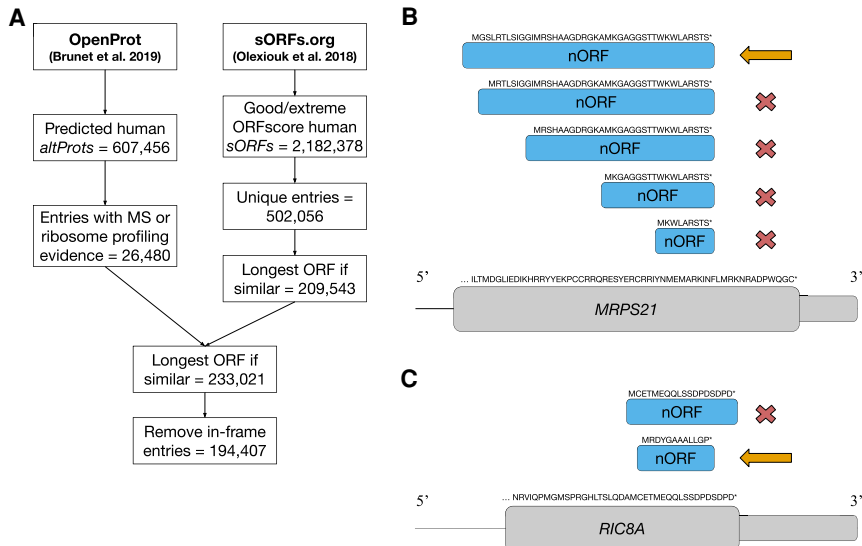 A
OpenProt
(Brunet et al. 2019)
sORFs.org
(Olexiouk et al. 2018)
Predicted human
altProts = 607,456
Good/extreme
ORFscore human
sORFs = 2,182,378
Entries with MS or
ribosome profiling
evidence = 26,480
Unique entries =
502,056
Longest ORF if
similar = 209,543
Longest ORF if
similar = 233,021
Remove in-frame
entries = 194,407
B
MGSLRTLSIGGIMRSHAAGDRGKAMKGAGGSTTWKWLARSTS*
nORF
MRTLSIGGIMRSHAAGDRGKAMKGAGGSTTWKWLARSTS*
nORF
MRSHAAGDRGKAMKGAGGSTTWKWLARSTS*
nORF
MKGAGGSTTWKWLARSTS*
nORF
MKWLARSTS*
nORF
5’
3’
... ILTMDGLIEDIKHRRYYEKPCCRRQRESYERCRRIYNMEMARKINFLMRKNRADPWQGC*
MRPS21
C
MCETMEQQLSSDPDSDPD*
nORF
MRDYGAAALLGP*
nORF
5’
3’
... NRVIQPMGMSPRGHLTSLQDAMCETMEQQLSSDPDSDPD*
RIC8A